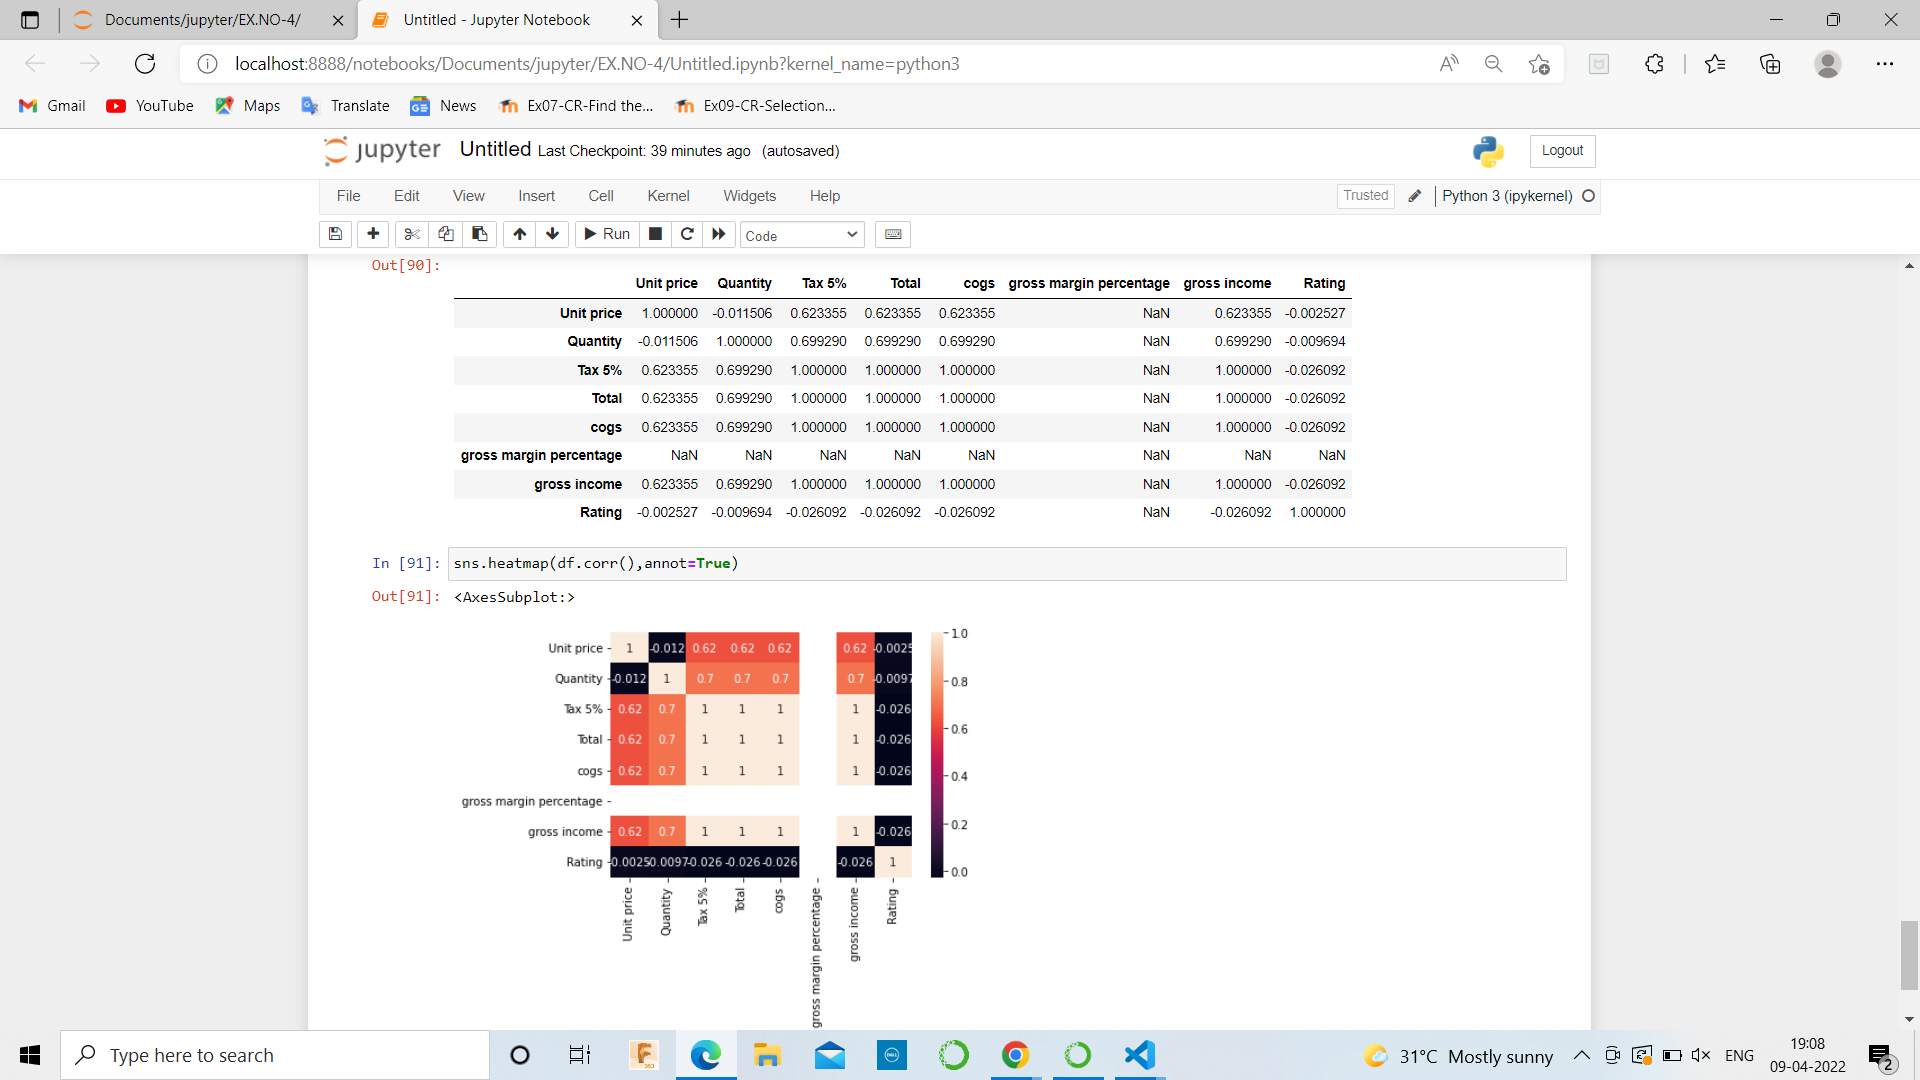 Documents/jupyter/EX.NO-4/
Untitled - Jupyter Notebook
localhost:8888/notebooks/Documents/jupyter/EX.NO-4/Untitled.ipynb?kernel_name=python3
Gmail YouTube Maps Translate News Ex07-CR-Find the... Ex09-CR-Selection...
jupyter Untitled Last Checkpoint: 39 minutes ago (autosaved)
Logout
File Edit View Insert Cell Kernel Widgets Help
Trusted Python 3 (ipykernel)
Run Code
Out[90]:
Unit price Quantity Tax 5% Total cogs gross margin percentage gross income Rating
Unit price 1.000000 -0.011506 0.623355 0.623355 0.623355 NaN 0.623355 -0.002527
Quantity -0.011506 1.000000 0.699290 0.699290 0.699290 NaN 0.699290 -0.009694
Tax 5% 0.623355 0.699290 1.000000 1.000000 1.000000 NaN 1.000000 -0.026092
Total 0.623355 0.699290 1.000000 1.000000 1.000000 NaN 1.000000 -0.026092
cogs 0.623355 0.699290 1.000000 1.000000 1.000000 NaN 1.000000 -0.026092
gross margin percentage NaN NaN NaN NaN NaN NaN NaN NaN
gross income 0.623355 0.699290 1.000000 1.000000 1.000000 NaN 1.000000 -0.026092
Rating -0.002527 -0.009694 -0.026092 -0.026092 -0.026092 NaN -0.026092 1.000000
In [91]: sns.heatmap(df.corr(),annot=True)
Out[91]: <AxesSubplot:>
Unit price 1 -0.012 0.62 0.62 0.62 0.62 -0.0025
Quantity -0.012 1 0.7 0.7 0.7 0.7 -0.0097
Tax 5% 0.62 0.7 1 1 1 1 -0.026
Total 0.62 0.7 1 1 1 1 -0.026
cogs 0.62 0.7 1 1 1 1 -0.026
gross margin percentage
gross income 0.62 0.7 1 1 1 1 -0.026
Rating -0.0025 -0.0097 -0.026 -0.026 -0.026 -0.026 1
1.0
0.8
0.6
0.4
0.2
0.0
Unit price
Quantity
Tax 5%
Total
cogs
gross margin percentage
gross income
Rating
Type here to search
31°C Mostly sunny
ENG
19:08
09-04-2022
2